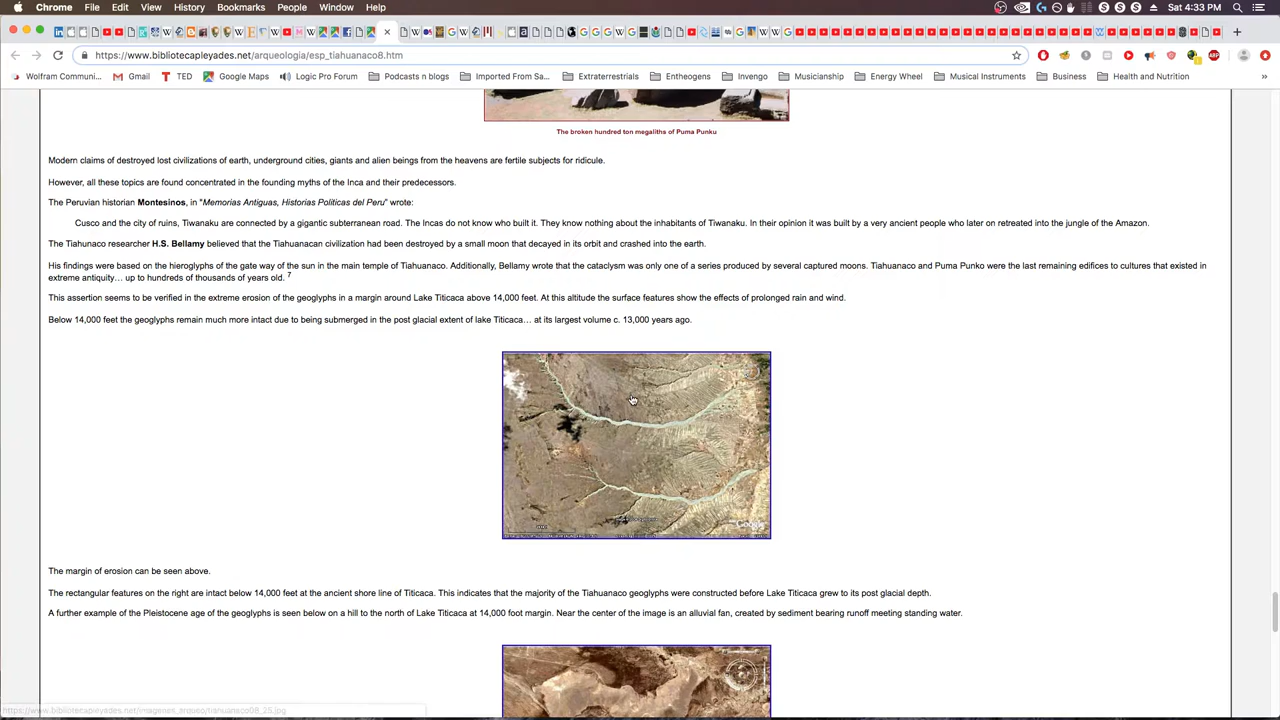 Chrome File Edit View History Bookmarks People Window Help
Sat 4:33 PM
https://www.bibliotecapleyades.net/arqueologia/esp_tiahuanaco8.htm
Wolfram Communi... Gmail TED Google Maps Logic Pro Forum Podcasts n blogs Imported From Sa... Extraterrestrials Entheogens Invengo Musicianship Energy Wheel Musical Instruments Business Health and Nutrition »
The broken hundred ton megaliths of Puma Punku
Modern claims of destroyed lost civilizations of earth, underground cities, giants and alien beings from the heavens are fertile subjects for ridicule.
However, all these topics are found concentrated in the founding myths of the Inca and their predecessors.
The Peruvian historian Montesinos, in "Memorias Antiguas, Historias Politicas del Peru" wrote:
Cusco and the city of ruins, Tiwanaku are connected by a gigantic subterranean road. The Incas do not know who built it. They know nothing about the inhabitants of Tiwanaku. In their opinion it was built by a very ancient people who later on retreated into the jungle of the Amazon.
The Tiahunaco researcher H.S. Bellamy believed that the Tiahuanacan civilization had been destroyed by a small moon that decayed in its orbit and crashed into the earth.
His findings were based on the hieroglyphs of the gate way of the sun in the main temple of Tiahuanaco. Additionally, Bellamy wrote that the cataclysm was only one of a series produced by several captured moons. Tiahuanaco and Puma Punko were the last remaining edifices to cultures that existed in
extreme antiquity… up to hundreds of thousands of years old. 7
This assertion seems to be verified in the extreme erosion of the geoglyphs in a margin around Lake Titicaca above 14,000 feet. At this altitude the surface features show the effects of prolonged rain and wind.
Below 14,000 feet the geoglyphs remain much more intact due to being submerged in the post glacial extent of lake Titicaca… at its largest volume c. 13,000 years ago.
Google
The margin of erosion can be seen above.
The rectangular features on the right are intact below 14,000 feet at the ancient shore line of Titicaca. This indicates that the majority of the Tiahuanaco geoglyphs were constructed before Lake Titicaca grew to its post glacial depth.
A further example of the Pleistocene age of the geoglyphs is seen below on a hill to the north of Lake Titicaca at 14,000 foot margin. Near the center of the image is an alluvial fan, created by sediment bearing runoff meeting standing water.
https://www.bibliotecapleyades.net/imagenes_arqueo/tiahuanaco08_25.jpg